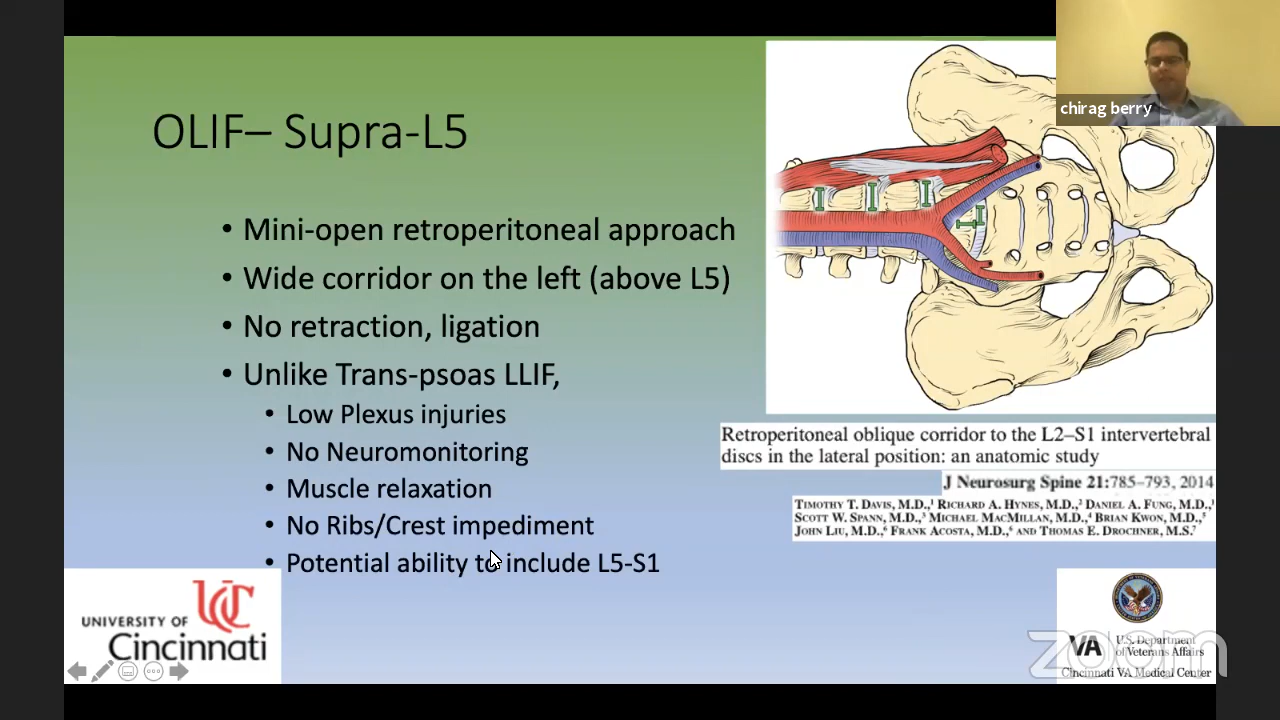 chirag berry
OLIF– Supra-L5
• Mini-open retroperitoneal approach
• Wide corridor on the left (above L5)
• No retraction, ligation
• Unlike Trans-psoas LLIF,
• Low Plexus injuries
• No Neuromonitoring
• Muscle relaxation
• No Ribs/Crest impediment
• Potential ability to include L5-S1
Retroperitoneal oblique corridor to the L2–S1 intervertebral
discs in the lateral position: an anatomic study
J Neurosurg Spine 21:785–793, 2014
Timothy T. Davis, M.D.,1 Richard A. Hynes, M.D.,2 Daniel A. Fung, M.D.,1
Scott W. Spann, M.D.,3 Michael MacMillan, M.D.,4 Brian Kwon, M.D.,5
John Liu, M.D.,6 Frank Acosta, M.D.,6 and Thomas E. Drochner, M.S.7
UC
UNIVERSITY OF
Cincinnati
VA
U.S. Department
of Veterans Affairs
Cincinnati VA Medical Center
zoom